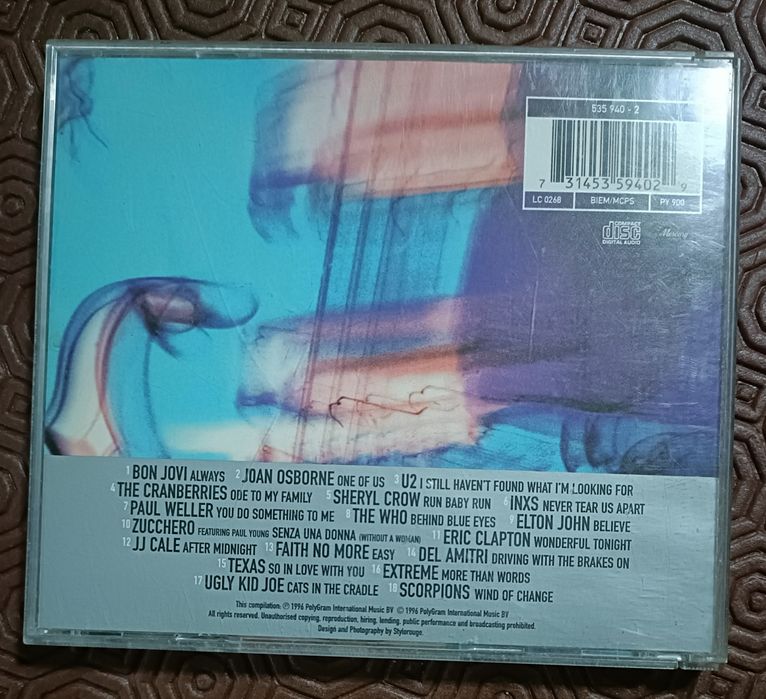 535 940 - 2
7 31453 59402 9
LC 0268 BIEM/MCPS PY 900
COMPACT disc DIGITAL AUDIO Mercury
1 BON JOVI ALWAYS 2 JOAN OSBORNE ONE OF US 3 U2 I STILL HAVEN'T FOUND WHAT I'M LOOKING FOR
4 THE CRANBERRIES ODE TO MY FAMILY 5 SHERYL CROW RUN BABY RUN 6 INXS NEVER TEAR US APART
7 PAUL WELLER YOU DO SOMETHING TO ME 8 THE WHO BEHIND BLUE EYES 9 ELTON JOHN BELIEVE
10 ZUCCHERO FEATURING PAUL YOUNG SENZA UNA DONNA (WITHOUT A WOMAN) 11 ERIC CLAPTON WONDERFUL TONIGHT
12 JJ CALE AFTER MIDNIGHT 13 FAITH NO MORE EASY 14 DEL AMITRI DRIVING WITH THE BRAKES ON
15 TEXAS SO IN LOVE WITH YOU 16 EXTREME MORE THAN WORDS
17 UGLY KID JOE CATS IN THE CRADLE 18 SCORPIONS WIND OF CHANGE
This compilation: ℗ 1996 PolyGram International Music BV © 1996 PolyGram International Music BV
All rights reserved. Unauthorised copying, reproduction, hiring, lending, public performance and broadcasting prohibited.
Design and Photography by Stylorouge.